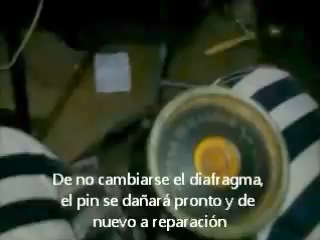 De no cambiarse el diafragma,
el pin se dañará pronto y de
nuevo a reparación